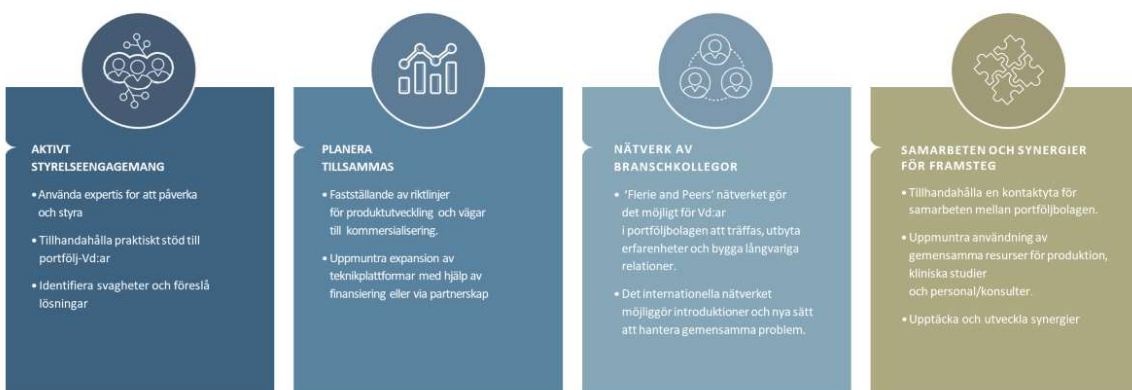 AKTIVT
STYRELSEENGAGEMANG
• Använda expertis for att påverka
och styra
• Tillhandahålla praktiskt stöd till
portfölj-Vd:ar
• Identifiera svagheter och föreslå
lösningar
PLANERA
TILLSAMMAS
• Fastställande av riktlinjer
för produktutveckling och vägar
till kommersialisering.
• Uppmuntra expansion av
teknikplattformar med hjälp av
finansiering eller via partnerskap
NÄTVERK AV
BRANSCHKOLLEGOR
• ‘Flerie and Peers’ nätverket gör
det möjligt för Vd:ar
i portföljbolagen att träffas, utbyta
erfarenheter och bygga långvariga
relationer.
• Det internationella nätverket
möjliggör introduktioner och nya sätt
att hantera gemensamma problem.
SAMARBETEN OCH SYNERGIER
FÖR FRAMSTEG
• Tillhandahålla en kontaktyta för
samarbeten mellan portföljbolagen.
• Uppmuntra användning av
gemensamma resurser för produktion,
kliniska studier
och personal/konsulter.
• Upptäcka och utveckla synergier